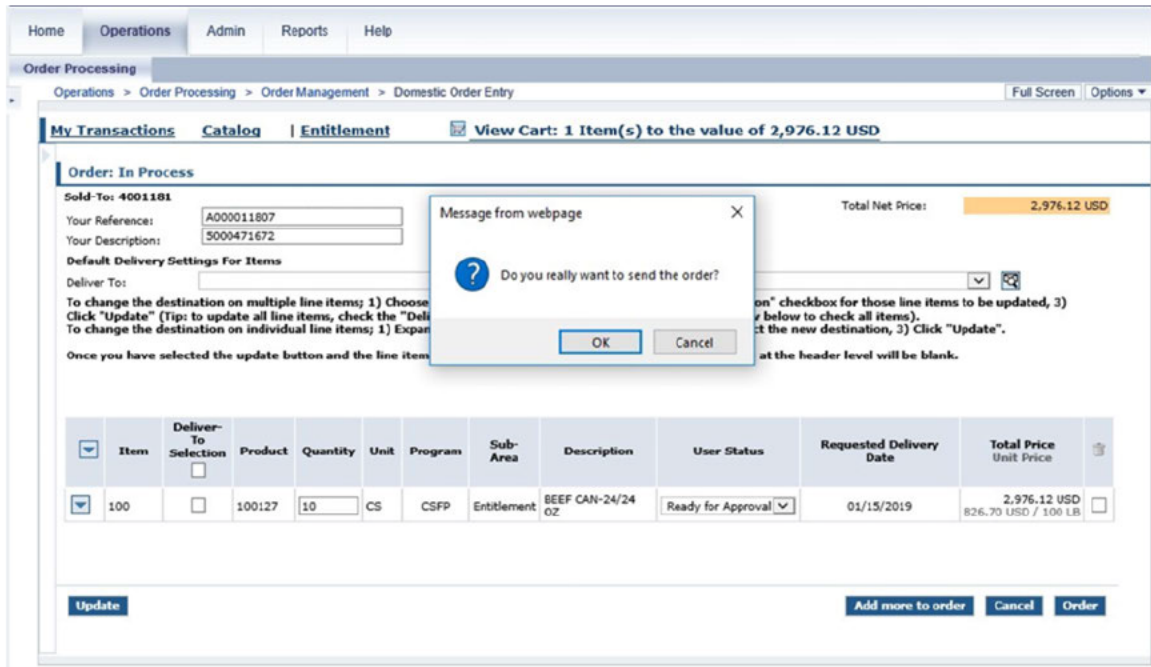 Home Operations Admin Reports Help
Order Processing
Operations > Order Processing > Order Management > Domestic Order Entry Full Screen Options
My Transactions Catalog | Entitlement View Cart: 1 Item(s) to the value of 2,976.12 USD
Order: In Process
Sold-To: 4001181
Your Reference: A000011807
Your Description: 5000471672
Total Net Price: 2,976.12 USD
Default Delivery Settings For Items
Deliver To:
To change the destination on multiple line items; 1) Choose on" checkbox for those line items to be updated, 3)
Click "Update" (Tip: to update all line items, check the "Deli below to check all items).
To change the destination on individual line items; 1) Expan ct the new destination, 3) Click "Update".
Once you have selected the update button and the line item at the header level will be blank.
Message from webpage
Do you really want to send the order?
OK Cancel
Item Deliver-To Selection Product Quantity Unit Program Sub-Area Description User Status Requested Delivery Date Total Price Unit Price
100 100127 10 CS CSFP Entitlement BEEF CAN-24/24 OZ Ready for Approval 01/15/2019 2,976.12 USD
826.70 USD / 100 LB
Update Add more to order Cancel Order